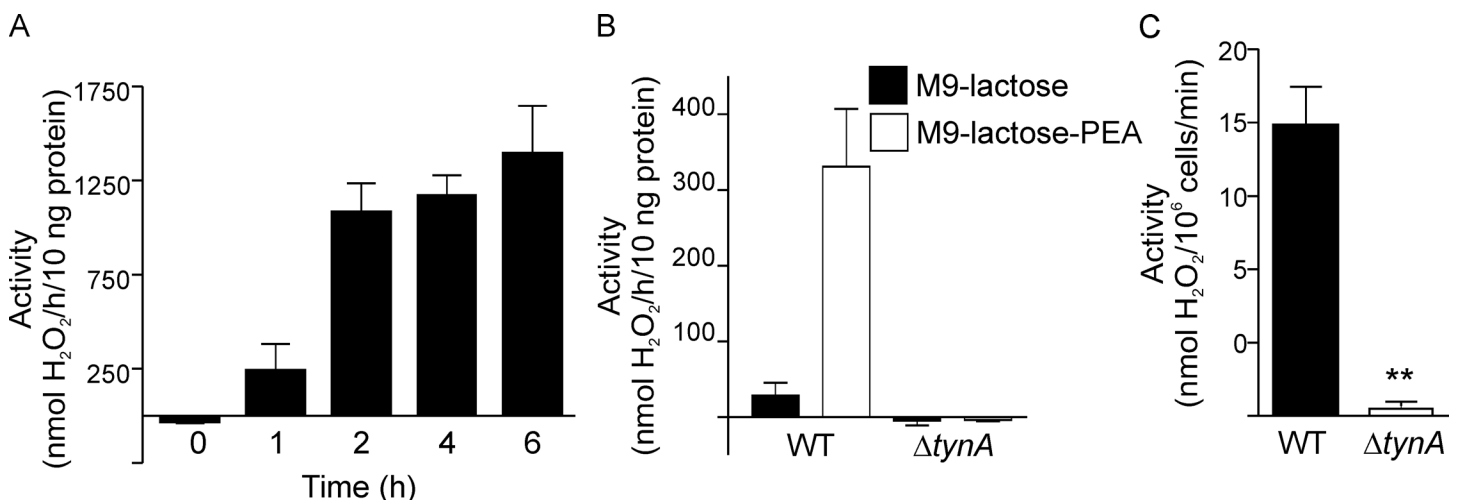 A
Activity
(nmol H₂O₂/h/10 ng protein)
1750
1250
750
250
0 1 2 4 6
Time (h)
B
M9-lactose
M9-lactose-PEA
Activity
(nmol H₂O₂/h/10 ng protein)
400
300
200
100
WT ΔtynA
C
Activity
(nmol H₂O₂/10⁶ cells/min)
20
15
10
5
0
**
WT ΔtynA